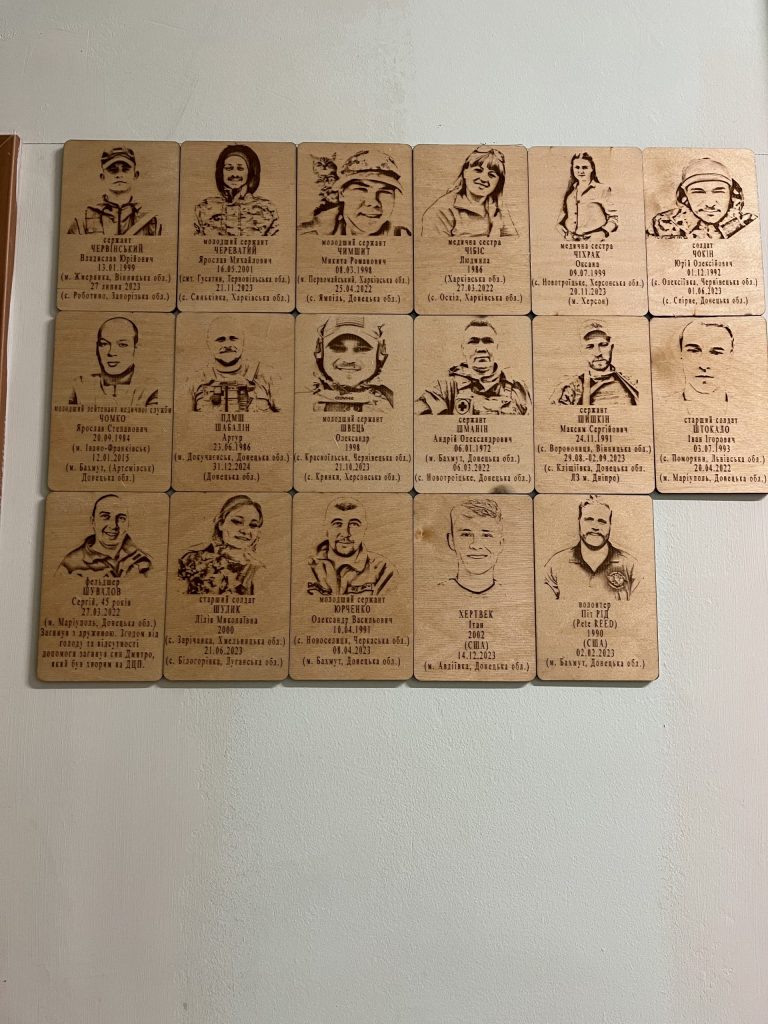 сержант
ЧЕРВІНСЬКИЙ
Владислав Юрійович
13.01.1999
(м. Жмеринка, Вінницька обл.)
27 липня 2023
(с. Роботино, Запорізька обл.)
молодший сержант
ЧЕРЕВАТИЙ
Ярослав Михайлович
16.05.2001
(смт. Гусятин, Тернопільська обл.)
21.11.2023
(с. Синьківка, Харківська обл.)
молодший сержант
ЧИМШИТ
Микита Романович
08.03.1998
(м. Первомайський, Харківська обл.)
25.04.2022
(с. Ямпіль, Донецька обл.)
медична сестра
ЧІБІС
Людмила
1986
(Харківська обл.)
27.03.2022
(с. Оскіл, Харківська обл.)
медична сестра
ЧІХРАК
Оксана
09.07.1999
(с. Новотроїцьке, Херсонська обл.)
20.11.2023
(м. Херсон)
солдат
ЧОКІН
Юрій Олексійович
01.12.1992
(с. Олексіївка, Чернівецька обл.)
01.06.2023
(с. Спірне, Донецька обл.)
молодший лейтенант медичної служби
ЧОМКО
Ярослав Степанович
20.09.1984
(м. Івано-Франківськ)
12.01.2015
(м. Бахмут, (Артемівськ)
Донецька обл.)
ПДМШ
ШАБАЛІН
Артур
23.06.1986
(м. Докучаєвськ, Донецька обл.)
31.12.2024
(Донецька обл.)
молодший сержант
ШВЕЦЬ
Олександр
1998
(с. Красноїльськ, Чернівецька обл.)
21.10.2023
(с. Кринки, Херсонська обл.)
сержант
ШМАНІН
Андрій Олександрович
06.01.1972
(м. Бахмут, Донецька обл.)
06.03.2022
(с. Новотроїцьке, Донецька обл.)
сержант
ШИШКІН
Максим Сергійович
24.11.1991
(с. Вороновиця, Вінницька обл.)
29.08.-02.09.2023
(с. Кліщіївка, Донецька обл.
ЛЗ м. Дніпро)
старший солдат
ШТОКАЛО
Іван Ігорович
03.07.1993
(с. Поморяни, Львівська обл.)
20.04.2022
(м. Маріуполь, Донецька обл.)
фельдшер
ШУВАЛОВ
Сергій, 45 років
27.03.2022
(м. Маріуполь, Донецька обл.)
Загинув з дружиною. Згодом від
голоду та відсутності
допомоги загинув син Дмитро,
який був хворим на ДЦП.
старший солдат
ШУЛИК
Лілія Миколаївна
2000
(с. Зарічанка, Хмельницька обл.)
21.06.2023
(с. Білогорівка, Луганська обл.)
молодший сержант
ЮРЧЕНКО
Олександр Васильович
16.04.1991
(с. Новоселиця, Черкаська обл.)
08.04.2023
(м. Бахмут, Донецька обл.)
ХЕРТВЕК
Ітан
2002
(США)
14.12.2023
(м. Авдіївка, Донецька обл.)
волонтер
Піт РІД
(Pete REED)
1990
(США)
02.02.2023
(м. Бахмут, Донецька обл.)